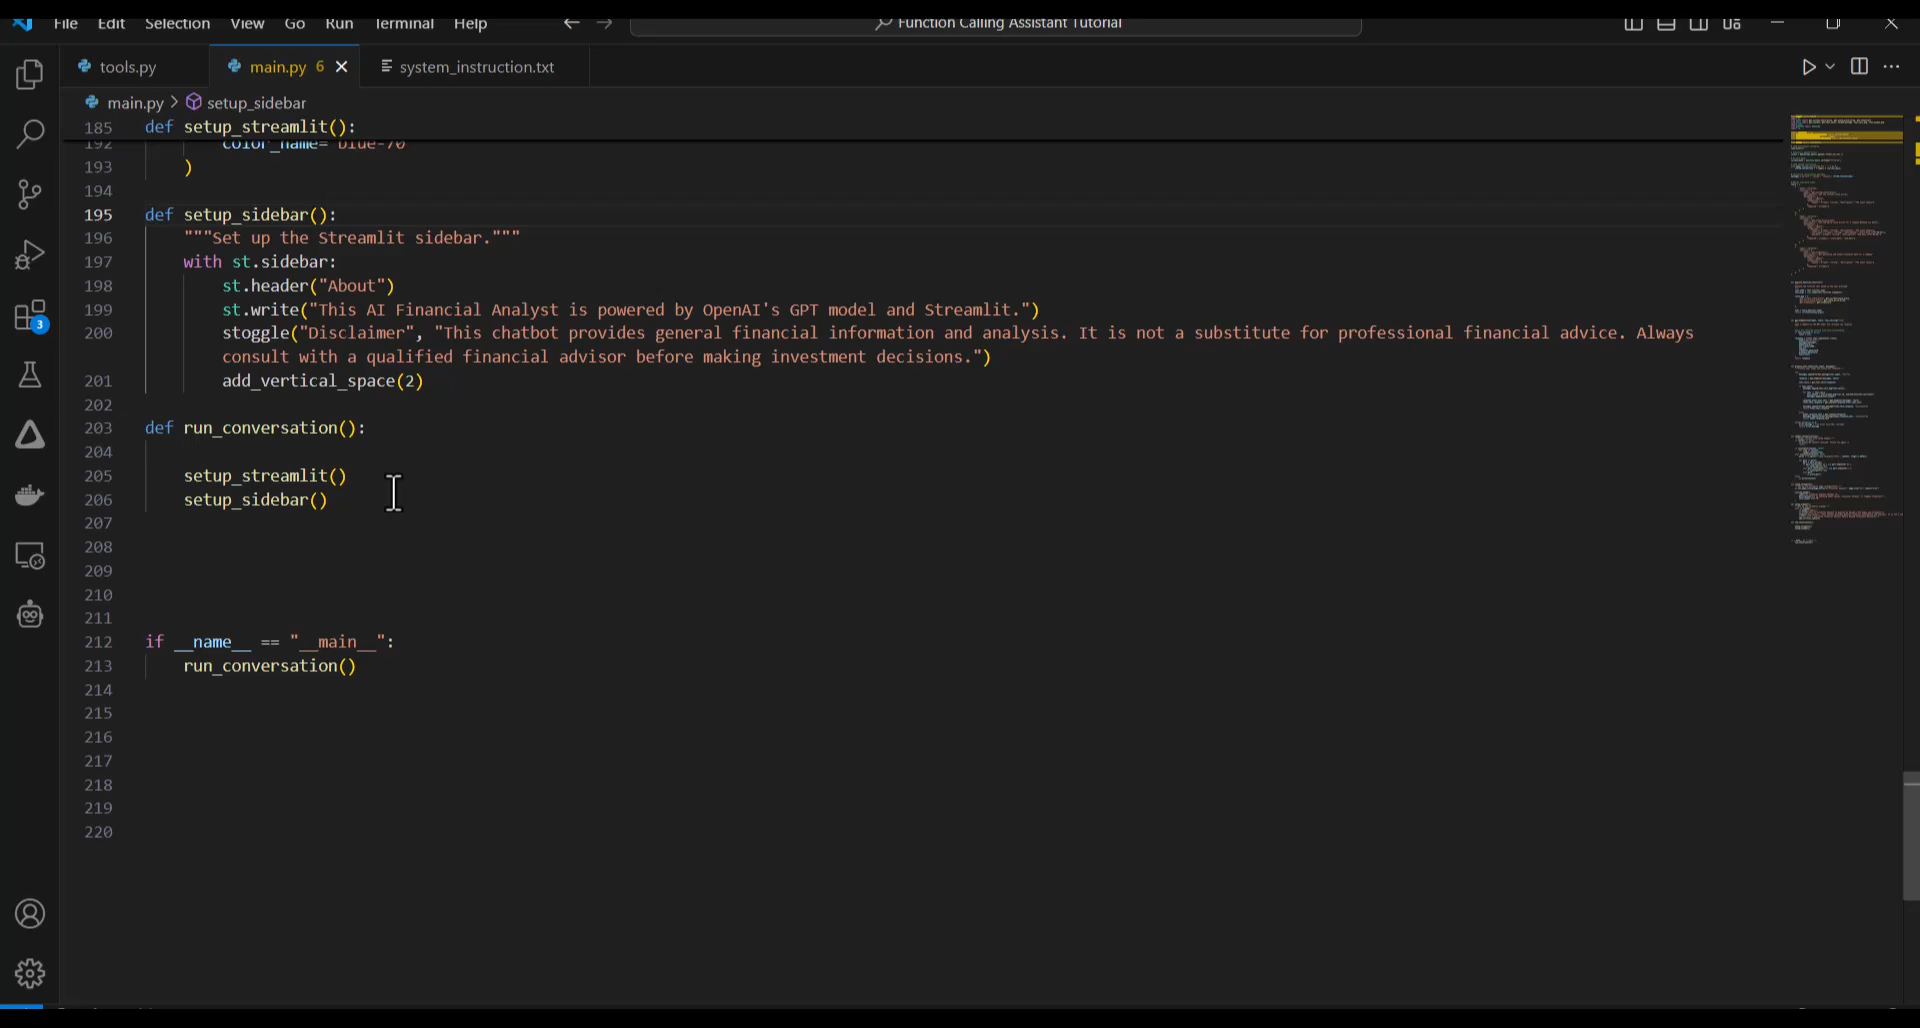 File Edit Selection View Go Run Terminal Help Function Calling Assistant Tutorial
tools.py main.py 6 system_instruction.txt
main.py > setup_sidebar
185 def setup_streamlit():
192 color_name="blue-70"
193 )
194
195 def setup_sidebar():
196 """Set up the Streamlit sidebar."""
197 with st.sidebar:
198 st.header("About")
199 st.write("This AI Financial Analyst is powered by OpenAI's GPT model and Streamlit.")
200 stoggle("Disclaimer", "This chatbot provides general financial information and analysis. It is not a substitute for professional financial advice. Always
consult with a qualified financial advisor before making investment decisions.")
201 add_vertical_space(2)
202
203 def run_conversation():
204
205 setup_streamlit()
206 setup_sidebar()
207
208
209
210
211
212 if __name__ == "__main__":
213 run_conversation()
214
215
216
217
218
219
220
3